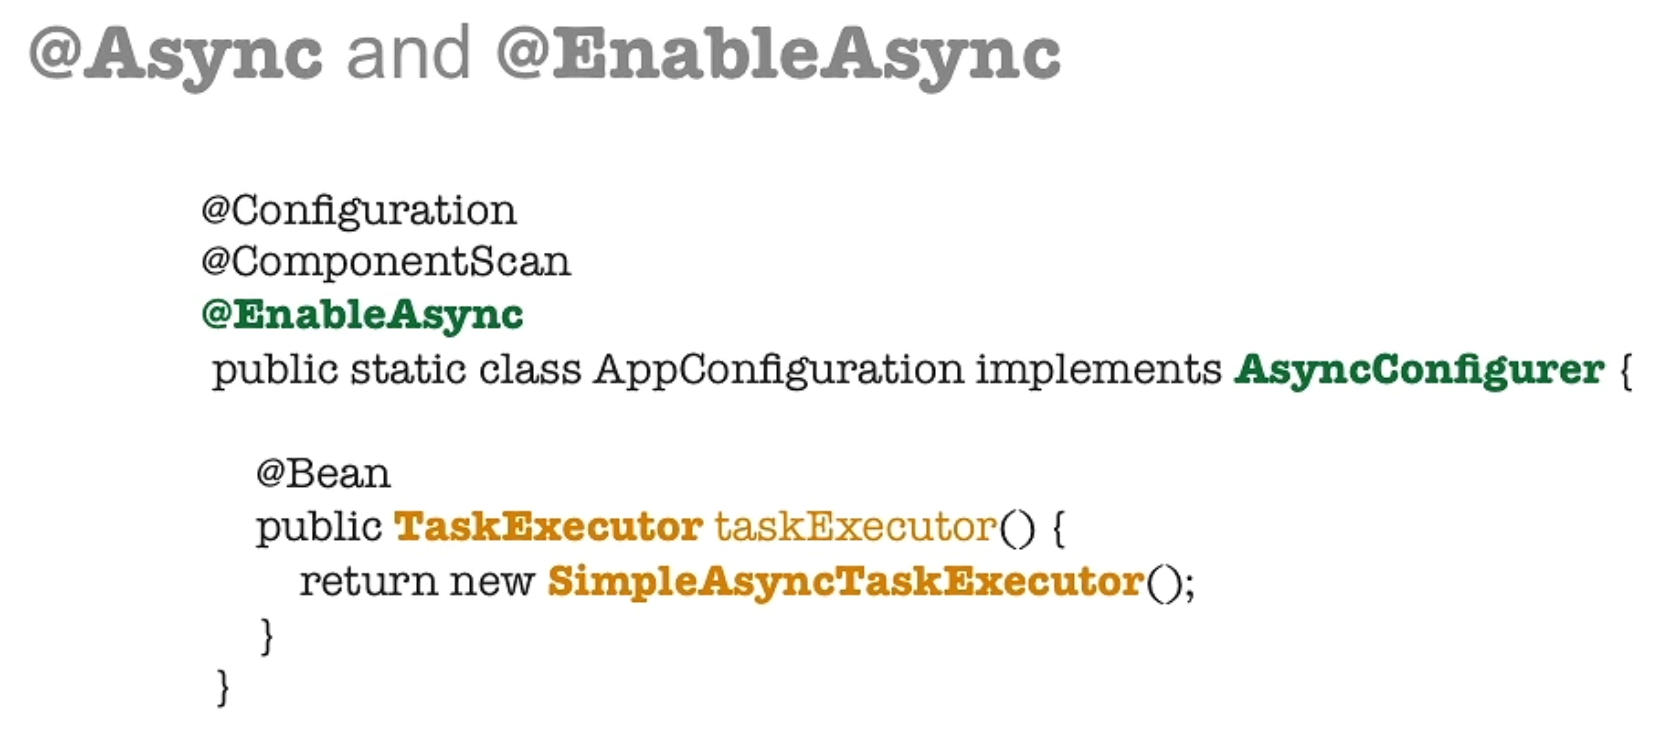 @Async and @EnableAsync
@Configuration
@ComponentScan
@EnableAsync
public static class AppConfiguration implements AsyncConfigurer {
@Bean
public TaskExecutor taskExecutor() {
return new SimpleAsyncTaskExecutor();
}
}